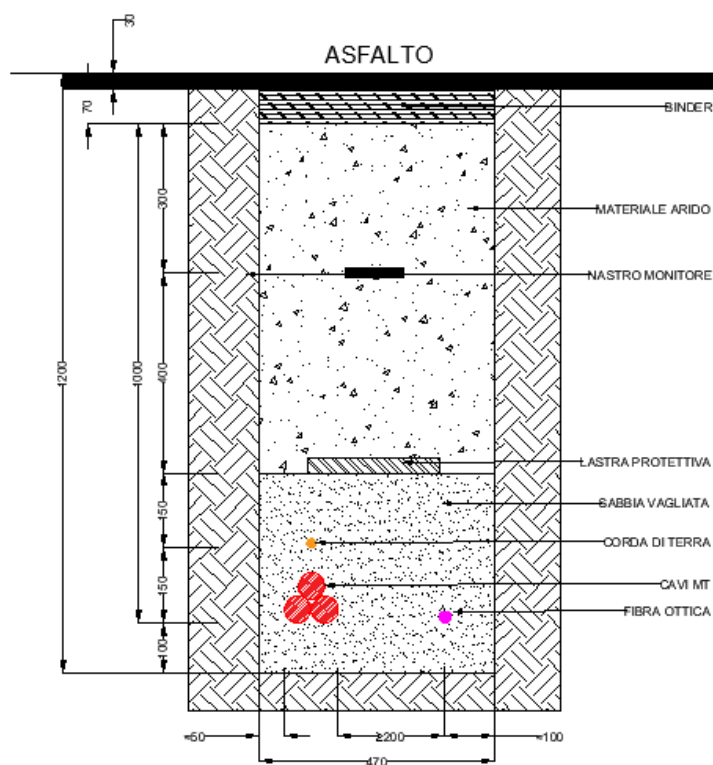 30
ASFALTO
70
BINDER
300
MATERIALE ARIDO
NASTRO MONITORE
1200
1000
400
LASTRA PROTETTIVA
150
SABBIA VAGLIATA
CORDA DI TERRA
150
CAVI MT
FIBRA OTTICA
100
≈50
≥200
≈100
470